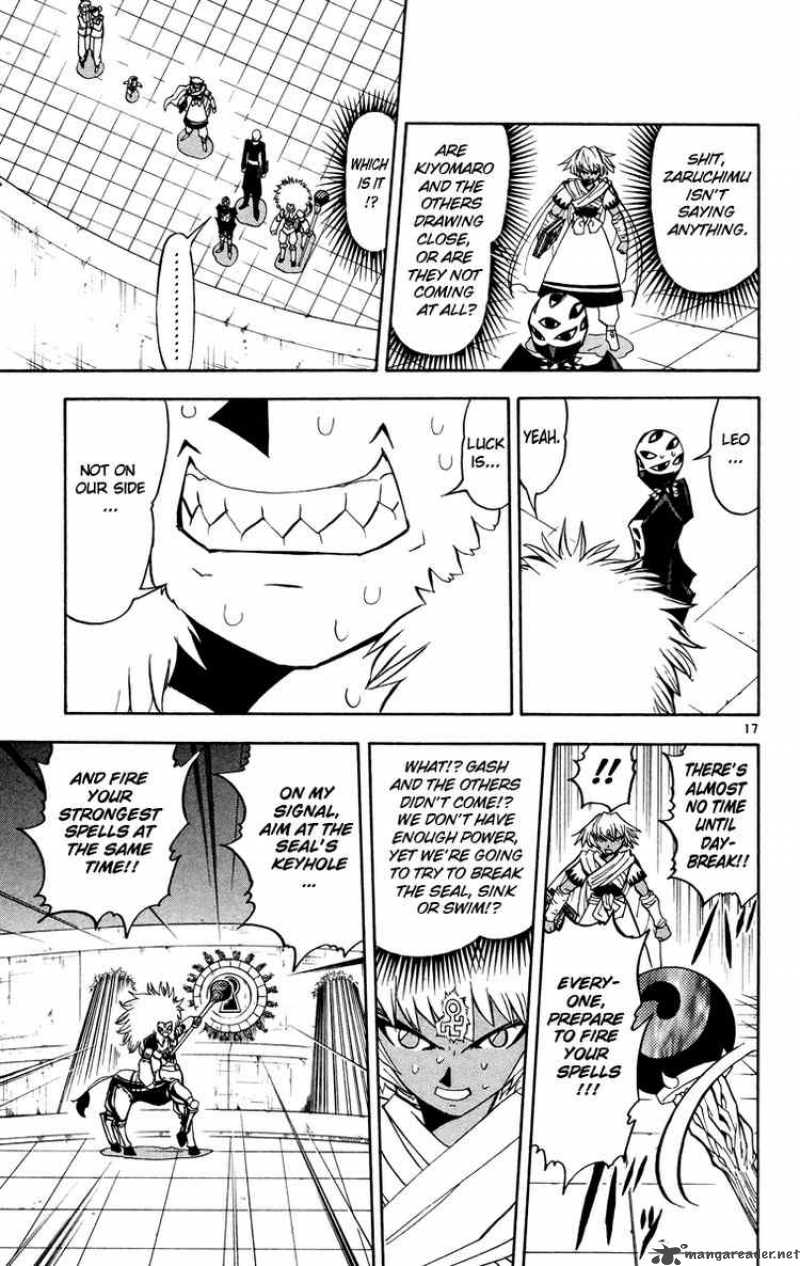 SHIT,
ZARUCHIMU
ISN'T
SAYING
ANYTHING.
ARE
KIYOMARO
AND THE
OTHERS
DRAWING
CLOSE,
OR ARE
THEY NOT
COMING
AT ALL?
WHICH
IS IT
!?
.........
LEO
...
YEAH.
LUCK
IS...
NOT ON
OUR SIDE
...
17
THERE'S
ALMOST
NO TIME
UNTIL
DAY-
BREAK!!
!!
EVERY-
ONE,
PREPARE
TO FIRE
YOUR
SPELLS
!!!
WHAT!? GASH
AND THE OTHERS
DIDN'T COME!?
WE DON'T HAVE
ENOUGH POWER,
YET WE'RE GOING
TO TRY TO BREAK
THE SEAL, SINK
OR SWIM!?
ON MY
SIGNAL,
AIM AT THE
SEAL'S
KEYHOLE
...
AND FIRE
YOUR
STRONGEST
SPELLS AT
THE SAME
TIME!!
mangareader.net